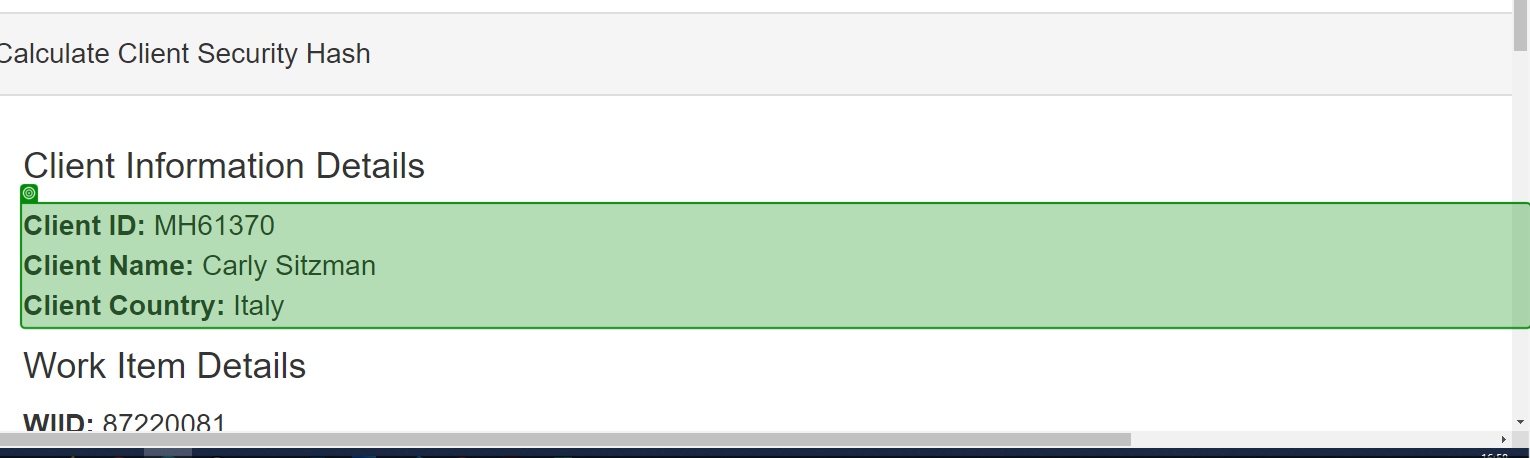 Calculate Client Security Hash
Client Information Details
Client ID: MH61370
Client Name: Carly Sitzman
Client Country: Italy
Work Item Details
WIID: 87220081